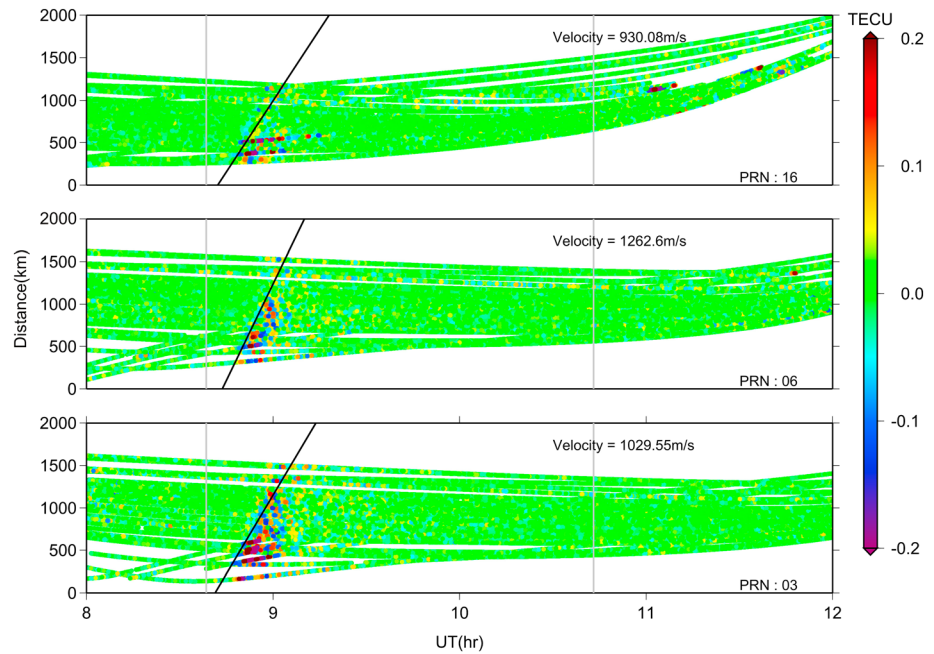 TECU
2000
1500
1000
500
0
Velocity = 930.08m/s
PRN : 16
2000
1500
1000
500
0
Velocity = 1262.6m/s
PRN : 06
2000
1500
1000
500
0
Velocity = 1029.55m/s
PRN : 03
Distance(km)
8
9
10
11
12
UT(hr)
0.2
0.1
0.0
-0.1
-0.2